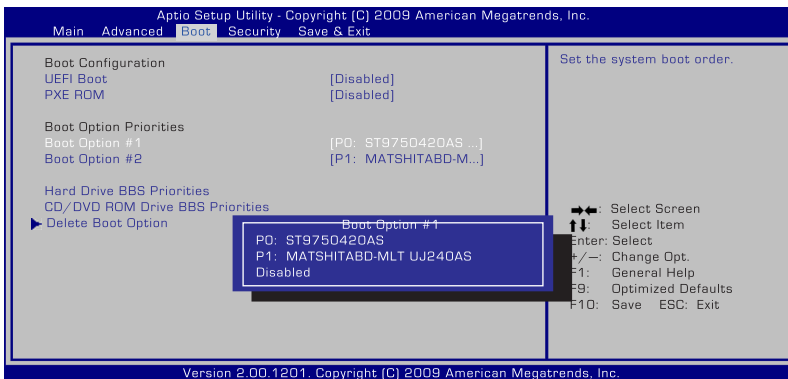 Aptio Setup Utility - Copyright (C) 2009 American Megatrends, Inc.
Main Advanced Boot Security Save & Exit
Boot Configuration
UEFI Boot [Disabled]
PXE ROM [Disabled]
Boot Option Priorities
Boot Option #1 [P0: ST9750420AS ...]
Boot Option #2 [P1: MATSHITABD-M...]
Hard Drive BBS Priorities
CD/DVD ROM Drive BBS Priorities
Delete Boot Option
Boot Option #1
P0: ST9750420AS
P1: MATSHITABD-MLT UJ240AS
Disabled
Set the system boot order.
→←: Select Screen
↑↓: Select Item
Enter: Select
+/—: Change Opt.
F1: General Help
F9: Optimized Defaults
F10: Save ESC: Exit
Version 2.00.1201. Copyright (C) 2009 American Megatrends, Inc.